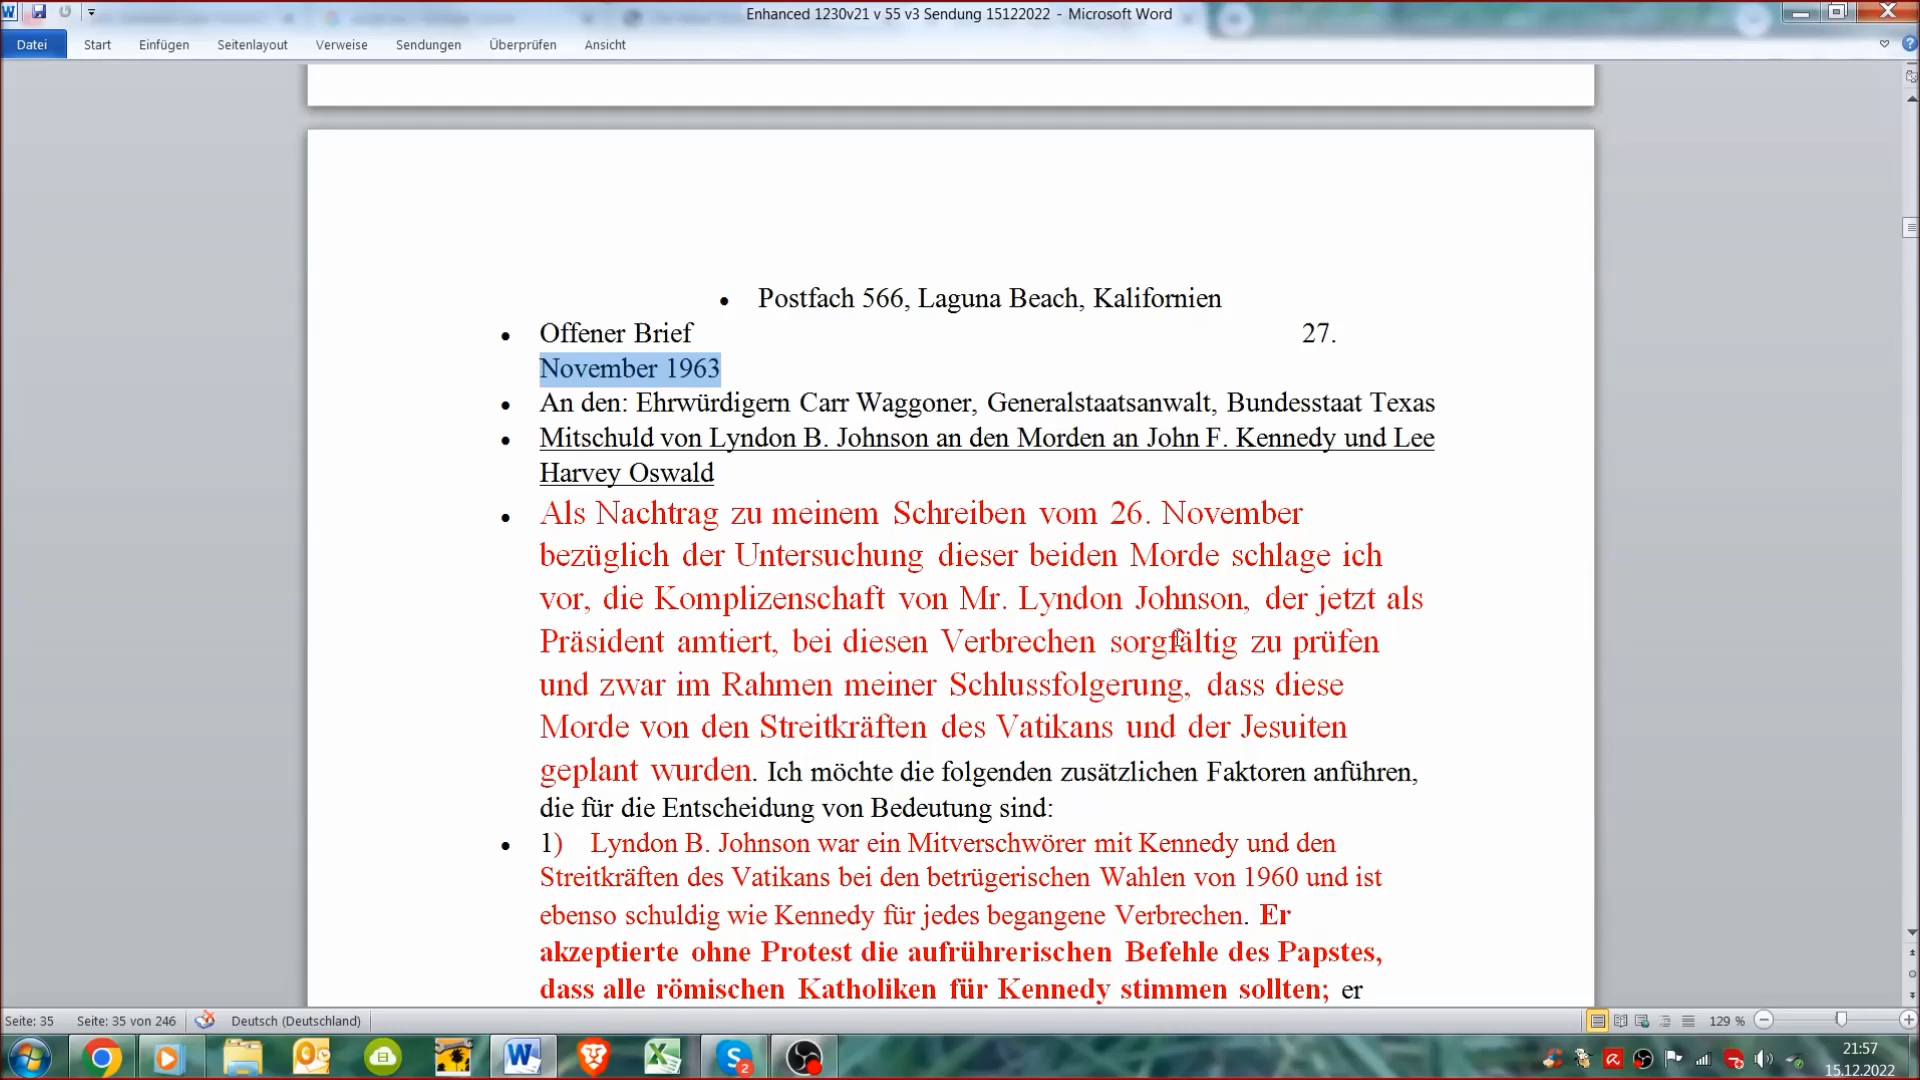 Enhanced 1230v21 v 55 v3 Sendung 15122022 - Microsoft Word
Datei Start Einfügen Seitenlayout Verweise Sendungen Überprüfen Ansicht
• Postfach 566, Laguna Beach, Kalifornien
• Offener Brief 27.
November 1963
• An den: Ehrwürdigern Carr Waggoner, Generalstaatsanwalt, Bundesstaat Texas
• Mitschuld von Lyndon B. Johnson an den Morden an John F. Kennedy und Lee
Harvey Oswald
• Als Nachtrag zu meinem Schreiben vom 26. November
bezüglich der Untersuchung dieser beiden Morde schlage ich
vor, die Komplizenschaft von Mr. Lyndon Johnson, der jetzt als
Präsident amtiert, bei diesen Verbrechen sorgfältig zu prüfen
und zwar im Rahmen meiner Schlussfolgerung, dass diese
Morde von den Streitkräften des Vatikans und der Jesuiten
geplant wurden. Ich möchte die folgenden zusätzlichen Faktoren anführen,
die für die Entscheidung von Bedeutung sind:
• 1) Lyndon B. Johnson war ein Mitverschwörer mit Kennedy und den
Streitkräften des Vatikans bei den betrügerischen Wahlen von 1960 und ist
ebenso schuldig wie Kennedy für jedes begangene Verbrechen. Er
akzeptierte ohne Protest die aufrührerischen Befehle des Papstes,
dass alle römischen Katholiken für Kennedy stimmen sollten; er
Seite: 35 Seite: 35 von 246 Deutsch (Deutschland) 129 %
2
21:57
15.12.2022